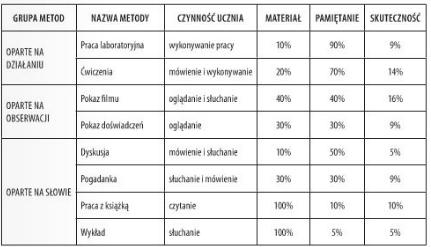 GRUPA METOD NAZWA METODY CZYNNOŚĆ UCZNIA MATERIAŁ PAMIĘTANIE SKUTECZNOŚĆ
OPARTE NA DZIAŁANIU Praca laboratoryjna wykonywanie pracy 10% 90% 9%
Ćwiczenia mówienie i wykonywanie 20% 70% 14%
OPARTE NA OBSERWACJI Pokaz filmu oglądanie i słuchanie 40% 40% 16%
Pokaz doświadczeń oglądanie 30% 30% 9%
OPARTE NA SŁOWIE Dyskusja mówienie i słuchanie 10% 50% 5%
Pogadanka słuchanie i mówienie 30% 30% 9%
Praca z książką czytanie 100% 10% 10%
Wykład słuchanie 100% 5% 5%